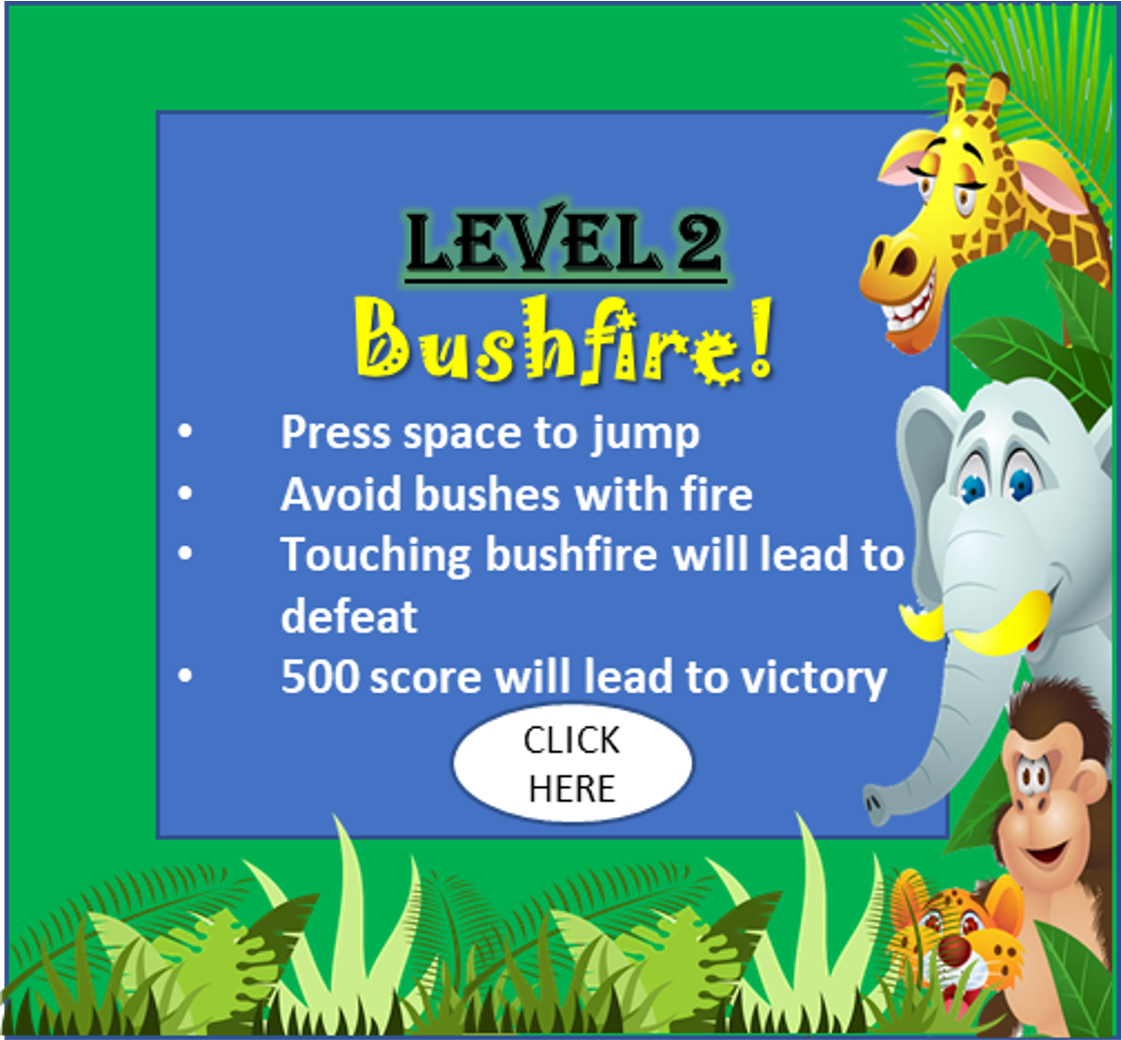 LEVEL 2
Bushfire!
• Press space to jump
• Avoid bushes with fire
• Touching bushfire will lead to
defeat
• 500 score will lead to victory
CLICK
HERE